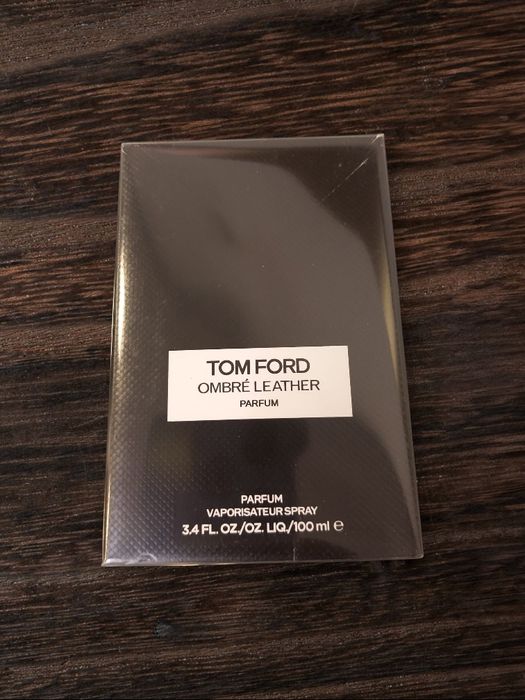 TOM FORD
OMBRÉ LEATHER
PARFUM
PARFUM
VAPORISATEUR SPRAY
3.4 FL. OZ./OZ. LIQ./100 ml ℮